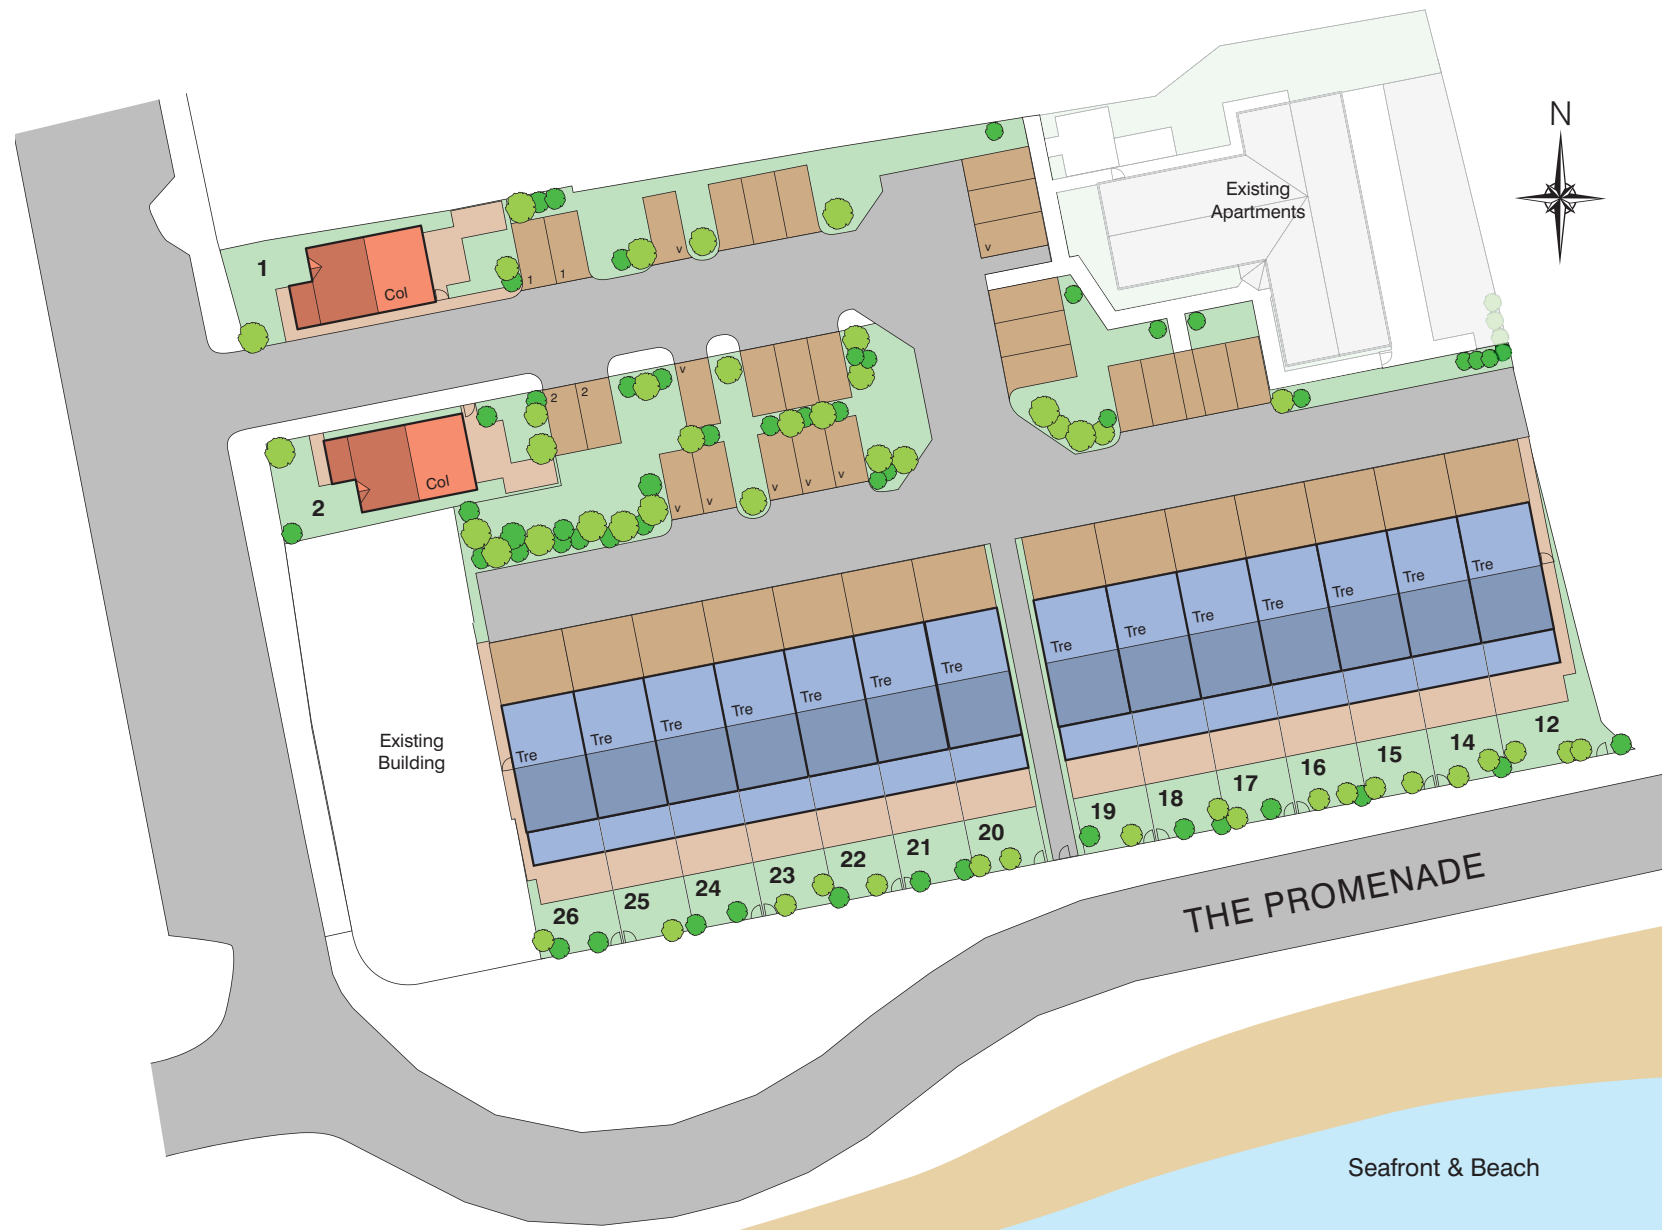 N
Existing
Apartments
1
Col
1
1
v
v
2
Col
2
2
v
v
v
v
v
v
Existing
Building
Tre
Tre
Tre
Tre
Tre
Tre
Tre
Tre
Tre
Tre
Tre
Tre
Tre
Tre
26
25
24
23
22
21
20
19
18
17
16
15
14
12
THE PROMENADE
Seafront & Beach